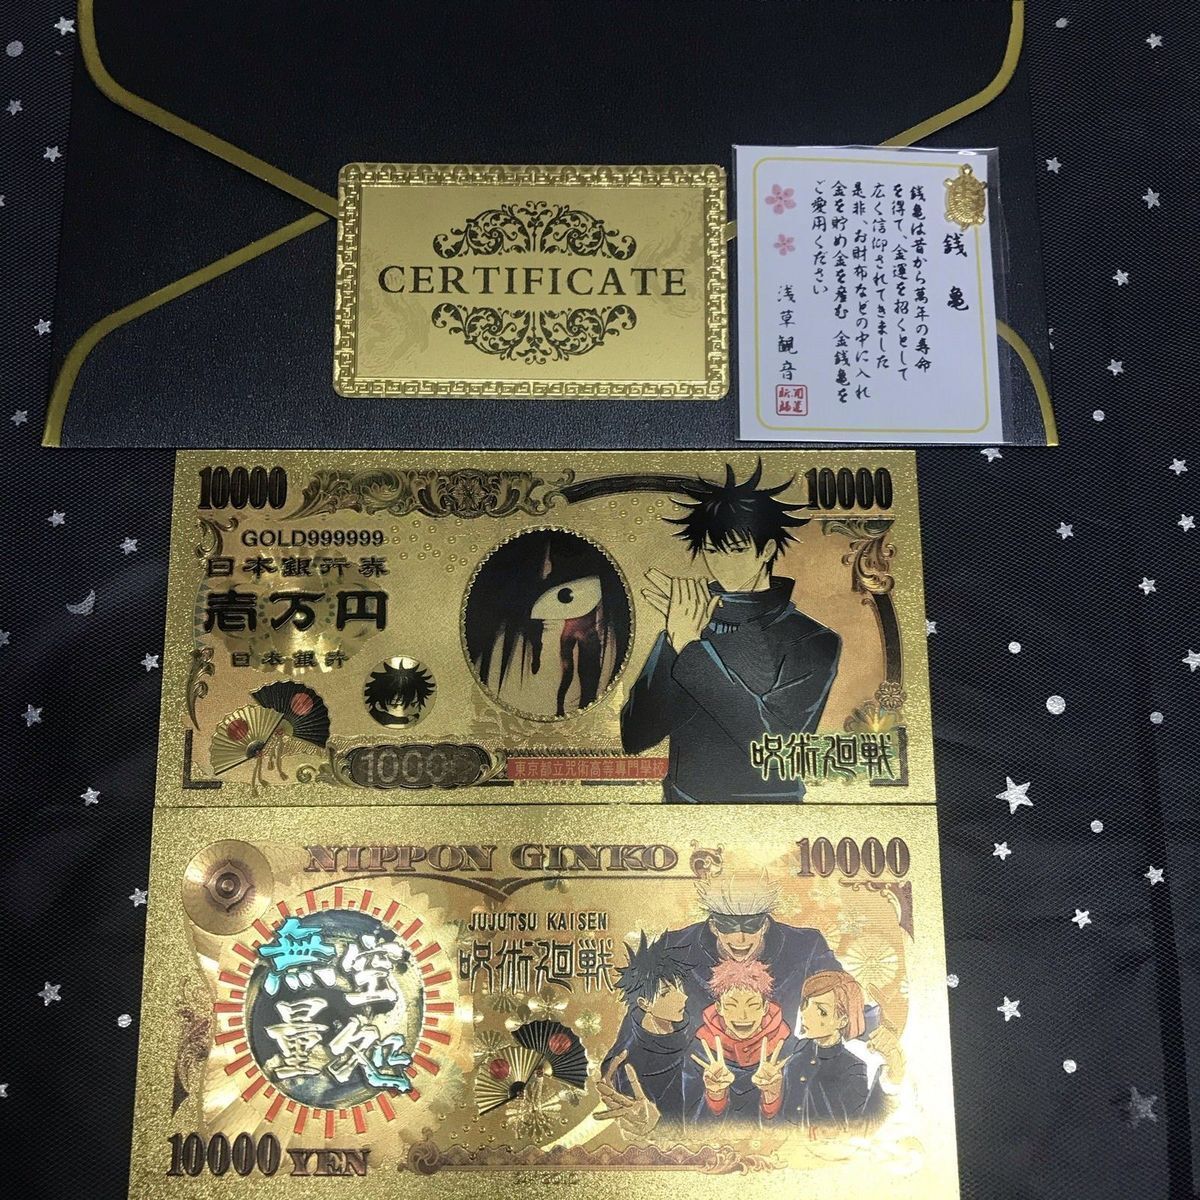 CERTIFICATE
銭亀
銭亀は昔から萬年の寿命
を得て、金運を招くとして
広く信仰されてきました
是非、お財布などの中に入れ
金を貯め金を産む 金銭亀を
ご愛用ください
浅草観音
10000
10000
GOLD999999
日本銀行券
壱万円
日本銀行
10000
東京都立呪術高等専門學校
呪術廻戦
NIPPON GINKO
10000
JUJUTSU KAISEN
呪術廻戦
無量空処
10000 YEN